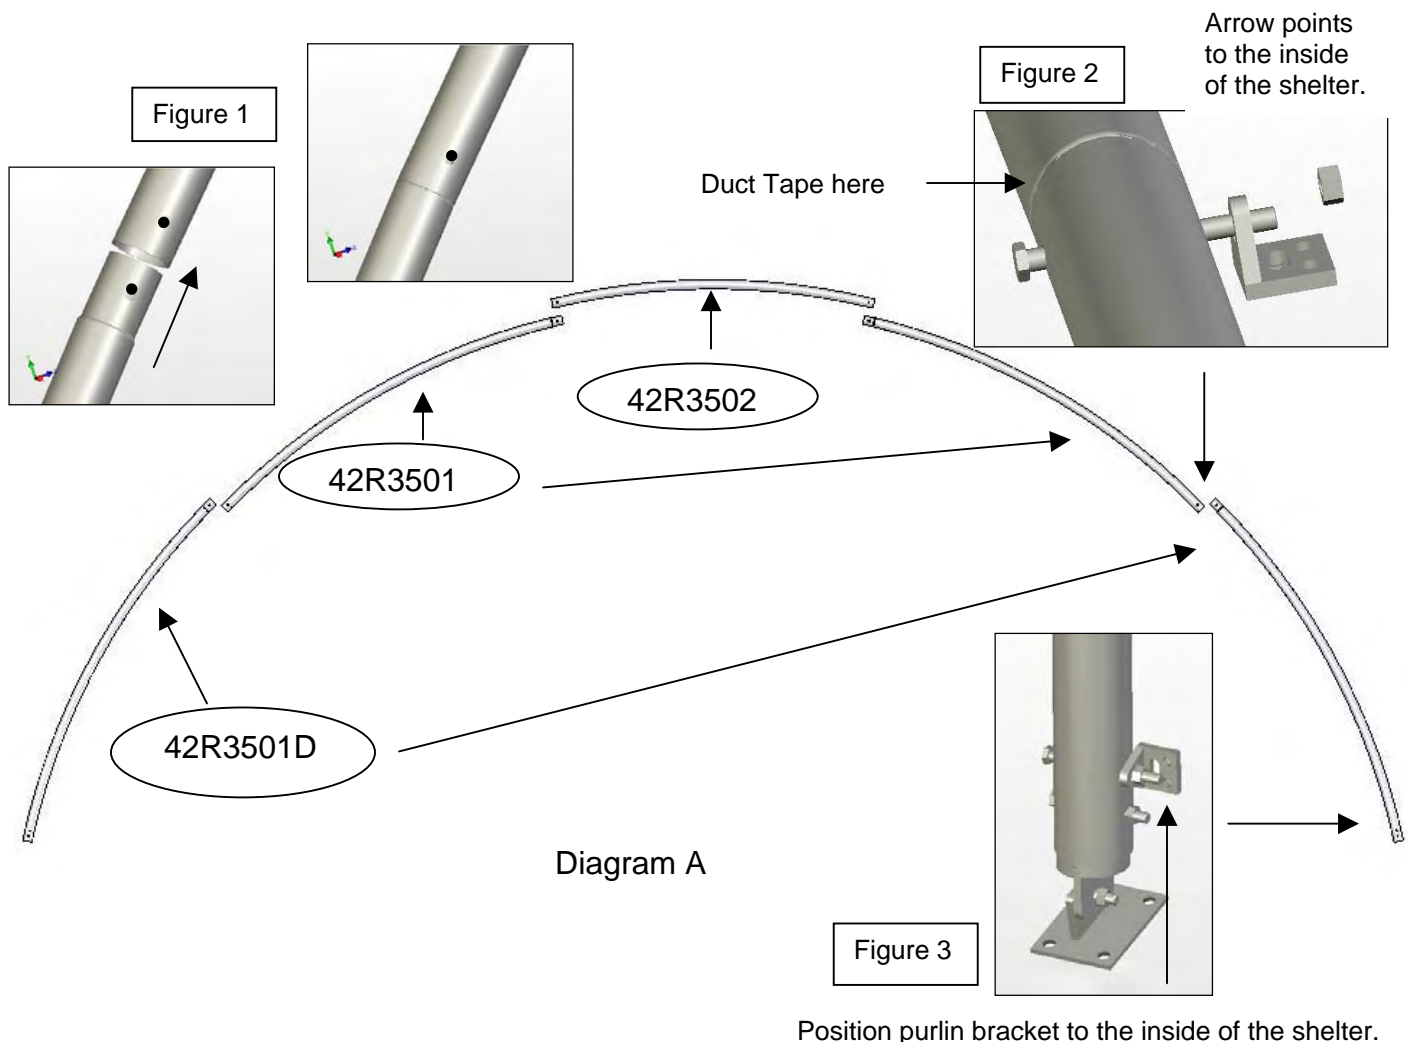 Arrow points
to the inside
of the shelter.
Figure 2
Figure 1
Duct Tape here
42R3502
42R3501
42R3501D
Diagram A
Figure 3
Position purlin bracket to the inside of the shelter.